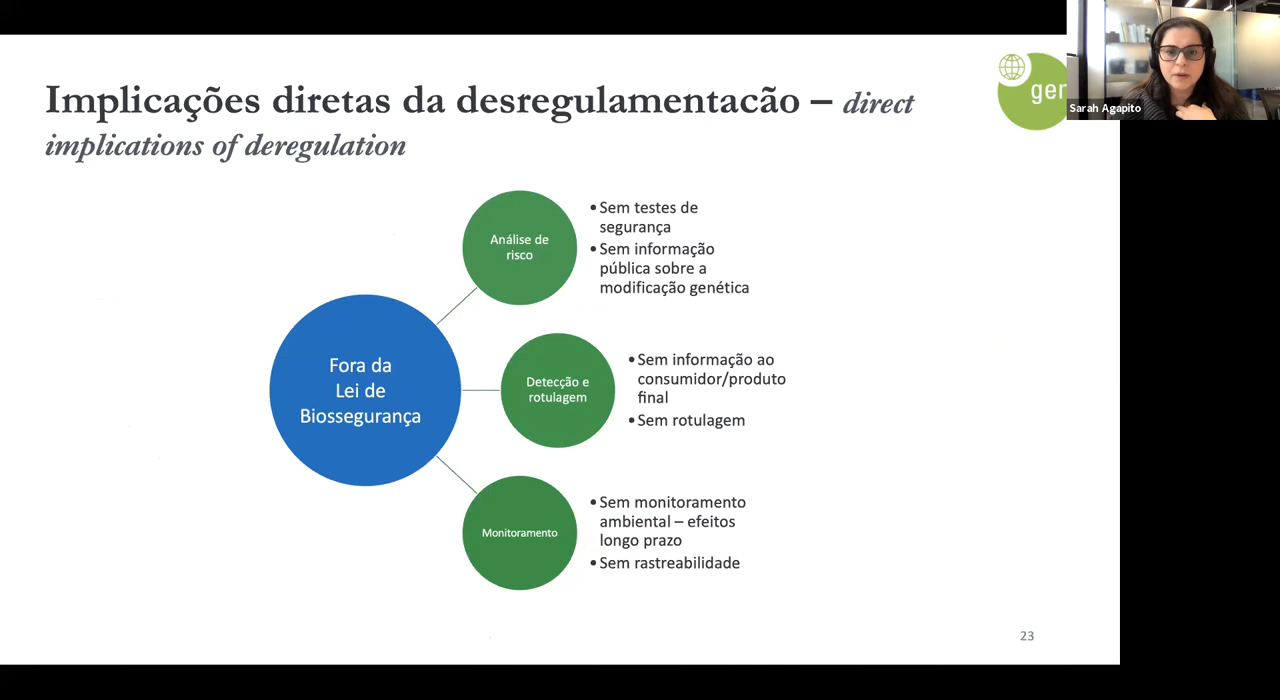 Implicações diretas da desregulamentacão – direct
implications of deregulation
gen
Sarah Agapito
Análise de
risco
• Sem testes de
segurança
• Sem informação
pública sobre a
modificação genética
Fora da
Lei de
Biossegurança
Detecção e
rotulagem
• Sem informação ao
consumidor/produto
final
• Sem rotulagem
Monitoramento
• Sem monitoramento
ambiental – efeitos
longo prazo
• Sem rastreabilidade
23